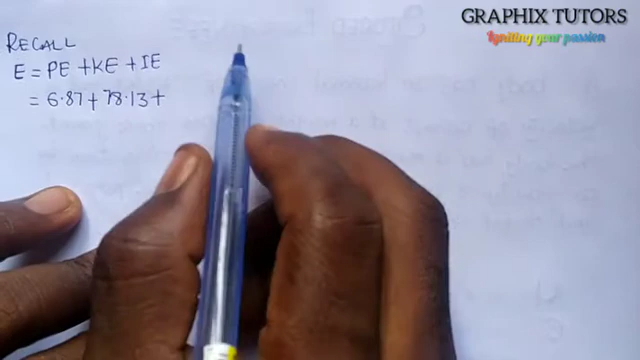 GRAPHIX TUTORS
Igniting your passion
RECALL
E = PE + KE + IE
= 6.87 + 78.13 +